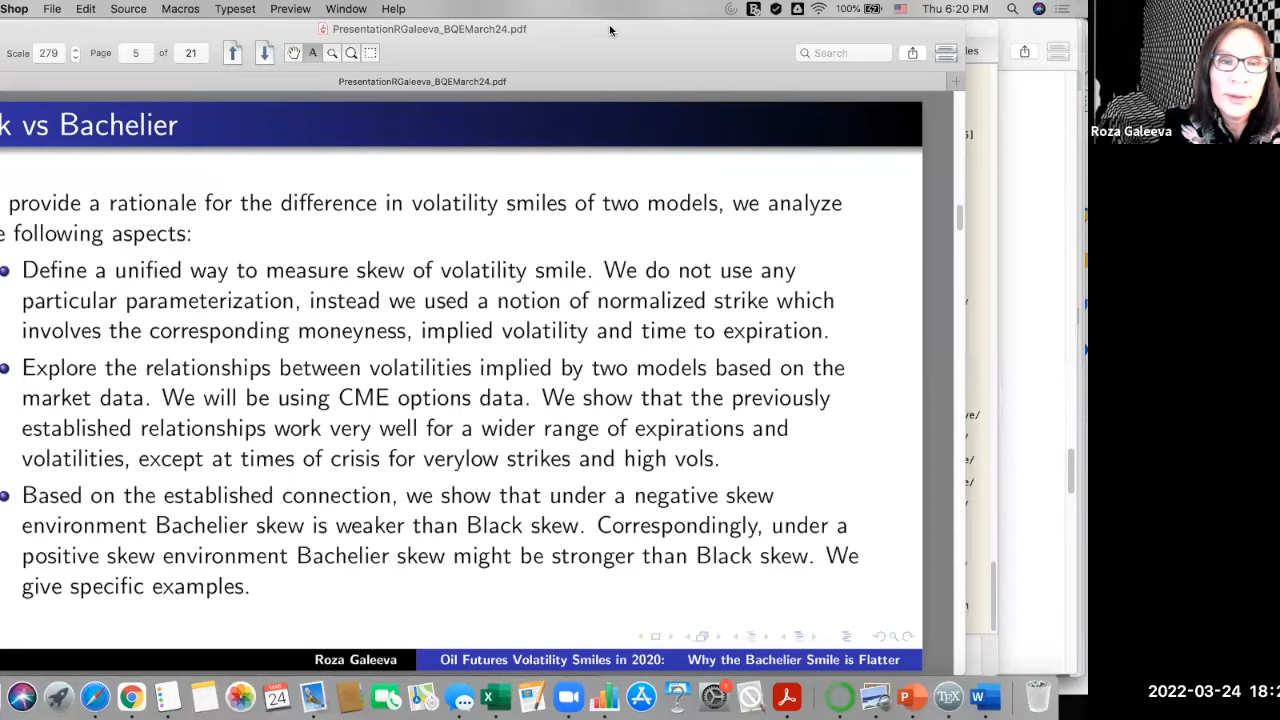 Shop File Edit Source Macros Typeset Preview Window Help 100% Thu 6:20 PM
PresentationRGaleeva_BQEMarch24.pdf
Scale 279 Page 5 of 21 A Search
les
PresentationRGaleeva_BQEMarch24.pdf
k vs Bachelier
provide a rationale for the difference in volatility smiles of two models, we analyze
e following aspects:
Define a unified way to measure skew of volatility smile. We do not use any
particular parameterization, instead we used a notion of normalized strike which
involves the corresponding moneyness, implied volatility and time to expiration.
Explore the relationships between volatilities implied by two models based on the
market data. We will be using CME options data. We show that the previously
established relationships work very well for a wider range of expirations and
volatilities, except at times of crisis for verylow strikes and high vols.
Based on the established connection, we show that under a negative skew
environment Bachelier skew is weaker than Black skew. Correspondingly, under a
positive skew environment Bachelier skew might be stronger than Black skew. We
give specific examples.
Roza Galeeva Oil Futures Volatility Smiles in 2020: Why the Bachelier Smile is Flatter
Roza Galeeva
MAR 24
TEX
2022-03-24 18:2